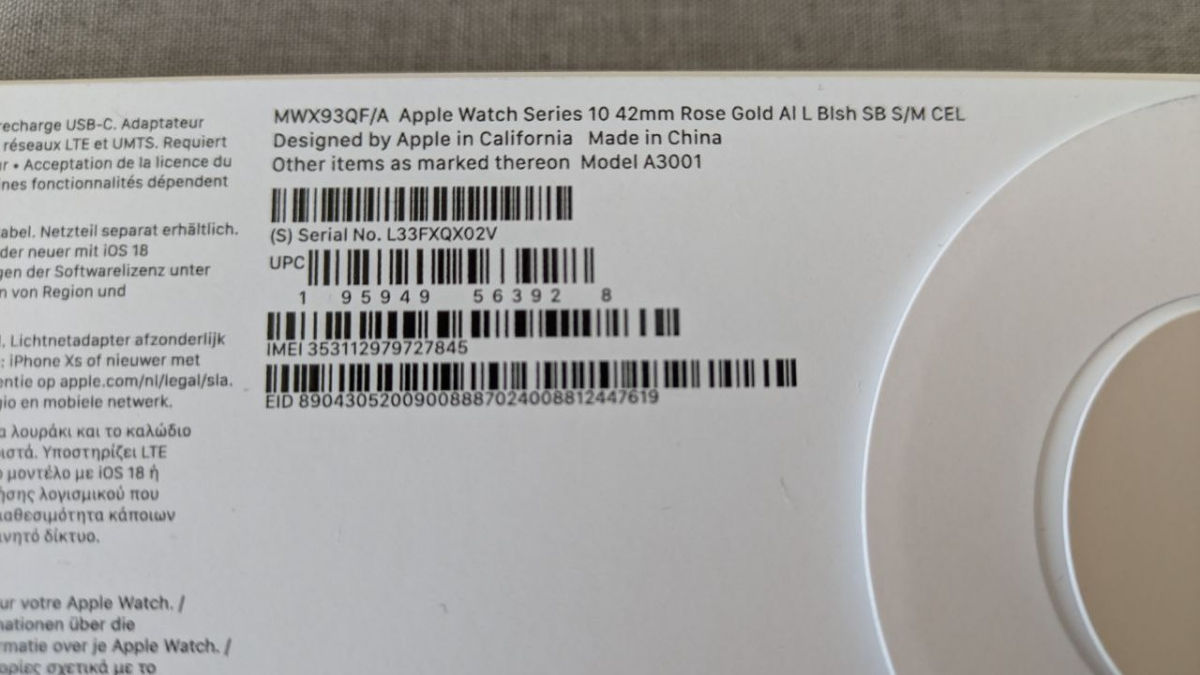 recharge USB-C. Adaptateur
réseaux LTE et UMTS. Requiert
• Acceptation de la licence du
fonctionnalités dépendent
Netzteil separat erhältlich.
der neuer mit iOS 18
der Softwarelizenz unter
von Region und
Lichtnetadapter afzonderlijk
iPhone Xs of nieuwer met
op apple.com/nl/legal/sla.
en mobiele netwerk.
λουράκι και το καλώδιο
Υποστηρίζει LTE
μοντέλο με iOS 18 ή
λογισμικού που
κάποιων
δίκτυο.
votre Apple Watch. /
über die
over je Apple Watch. /
σχετικά με το
MWX93QF/A Apple Watch Series 10 42mm Rose Gold Al L Blsh SB S/M CEL
Designed by Apple in California Made in China
Other items as marked thereon Model A3001
(S) Serial No. L33FXQX02V
UPC
1 95949 56392 8
IMEI 353112979727845
EID 89043052009008887024008812447619